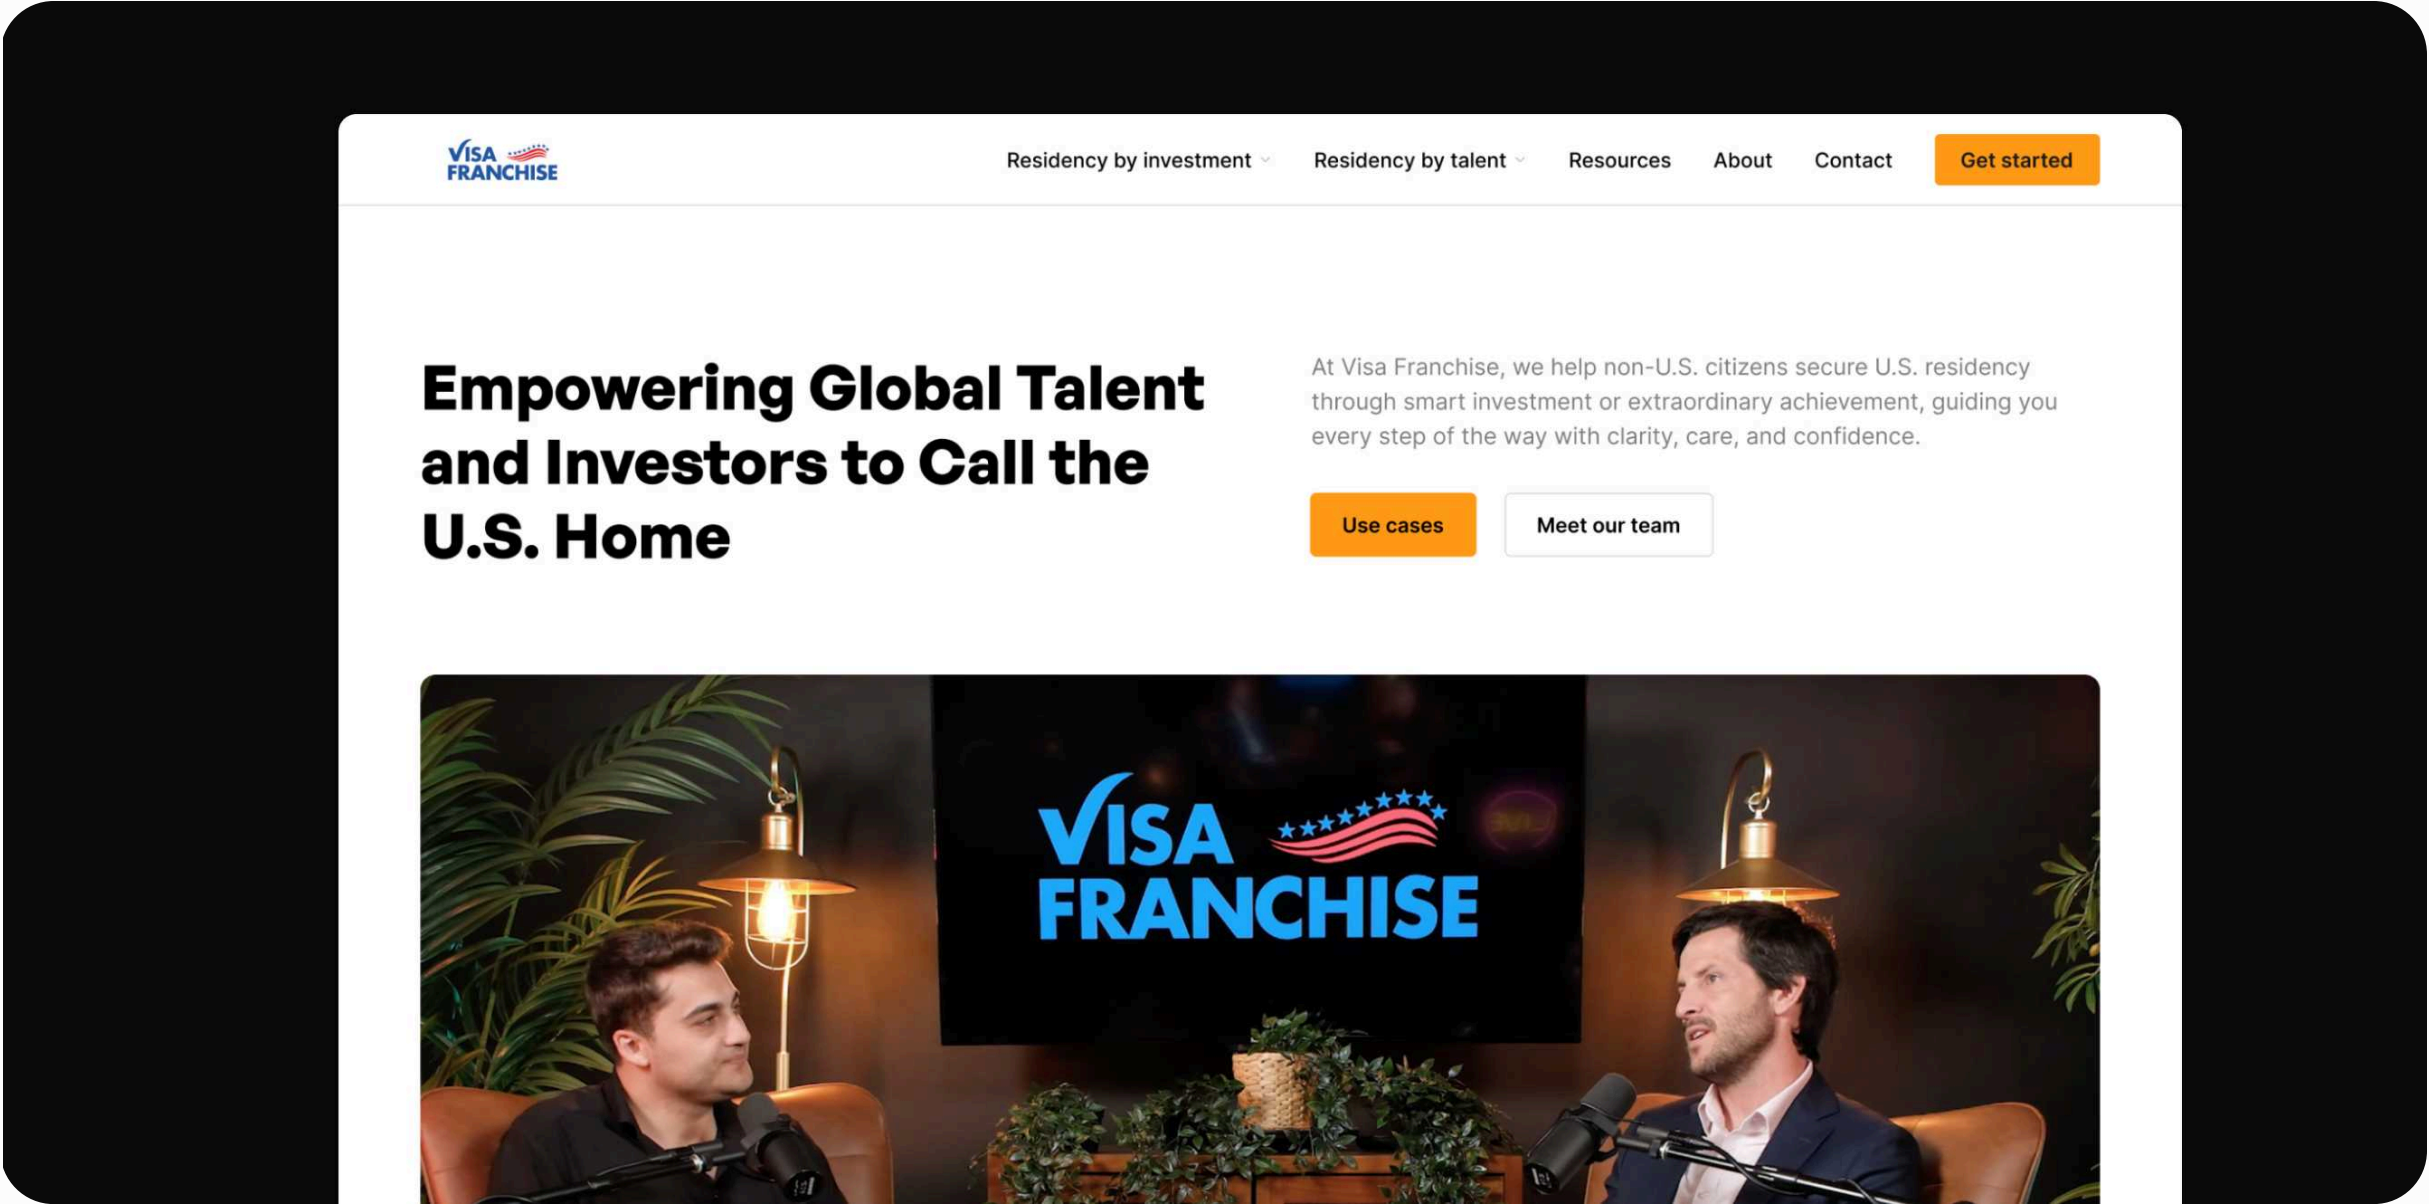 VISA
FRANCHISE
Residency by investment
Residency by talent
Resources
About
Contact
Get started
Empowering Global Talent
and Investors to Call the
U.S. Home
At Visa Franchise, we help non-U.S. citizens secure U.S. residency
through smart investment or extraordinary achievement, guiding you
every step of the way with clarity, care, and confidence.
Use cases
Meet our team
VISA
FRANCHISE